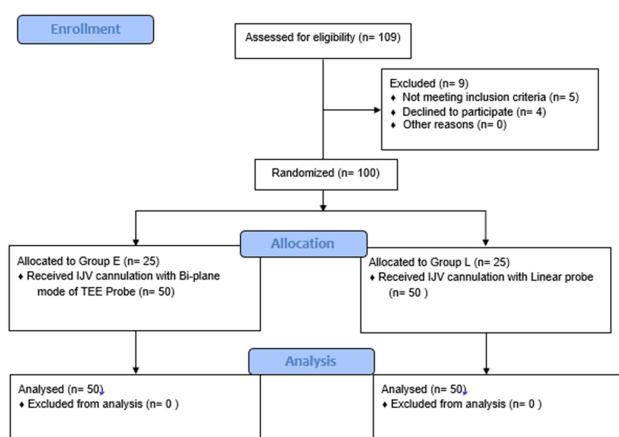 Enrollment
Assessed for eligibility (n= 109)
Excluded (n= 9)
♦ Not meeting inclusion criteria (n= 5)
♦ Declined to participate (n= 4)
♦ Other reasons (n= 0)
Randomized (n= 100)
Allocation
Allocated to Group E (n= 25)
♦ Received IJV cannulation with Bi-plane
mode of TEE Probe (n= 50)
Allocated to Group L (n= 25)
♦ Received IJV cannulation with Linear probe
(n= 50 )
Analysis
Analysed (n= 50)
♦ Excluded from analysis (n= 0 )
Analysed (n= 50)
♦ Excluded from analysis (n= 0 )